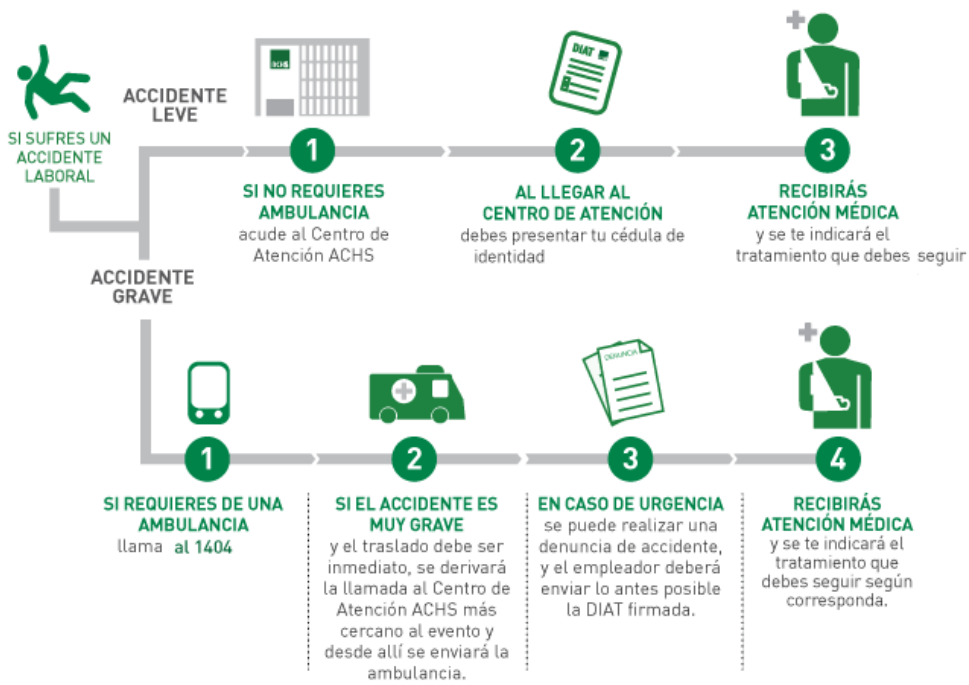 SI SUFRES UN
ACCIDENTE
LABORAL
ACCIDENTE
LEVE
ACHS
1
SI NO REQUIERES
AMBULANCIA
acude al Centro de
Atención ACHS
DIAT
2
AL LLEGAR AL
CENTRO DE ATENCIÓN
debes presentar tu cédula de
identidad
3
RECIBIRÁS
ATENCIÓN MÉDICA
y se te indicará el
tratamiento que debes seguir
ACCIDENTE
GRAVE
1
SI REQUIERES DE UNA
AMBULANCIA
llama al 1404
2
SI EL ACCIDENTE ES
MUY GRAVE
y el traslado debe ser
inmediato, se derivará
la llamada al Centro de
Atención ACHS más
cercano al evento y
desde allí se enviará la
ambulancia.
DENUNCIA
3
EN CASO DE URGENCIA
se puede realizar una
denuncia de accidente,
y el empleador deberá
enviar lo antes posible
la DIAT firmada.
4
RECIBIRÁS
ATENCIÓN MÉDICA
y se te indicará el
tratamiento que
debes seguir según
corresponda.